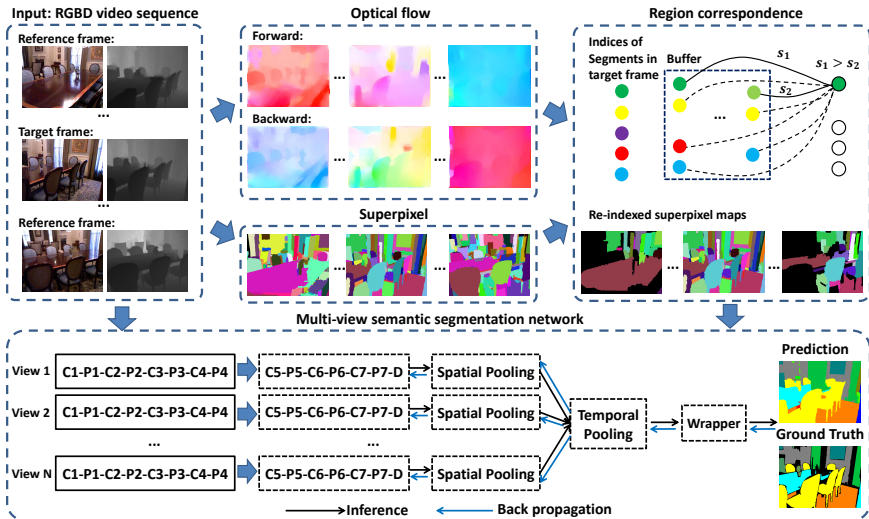 Input: RGBD video sequence
Reference frame:
...
Target frame:
...
Reference frame:
Optical flow
Forward:
... ...
Backward:
... ...
Superpixel
... ...
Region correspondence
Indices of
Segments in
target frame
Buffer
...
s₁
s₂
s₁ > s₂
Re-indexed superpixel maps
... ...
Multi-view semantic segmentation network
View 1
C1-P1-C2-P2-C3-P3-C4-P4
C5-P5-C6-P6-C7-P7-D
Spatial Pooling
View 2
C1-P1-C2-P2-C3-P3-C4-P4
C5-P5-C6-P6-C7-P7-D
Spatial Pooling
... ...
View N
C1-P1-C2-P2-C3-P3-C4-P4
C5-P5-C6-P6-C7-P7-D
Spatial Pooling
Temporal
Pooling
Wrapper
Prediction
Ground Truth
Inference
Back propagation